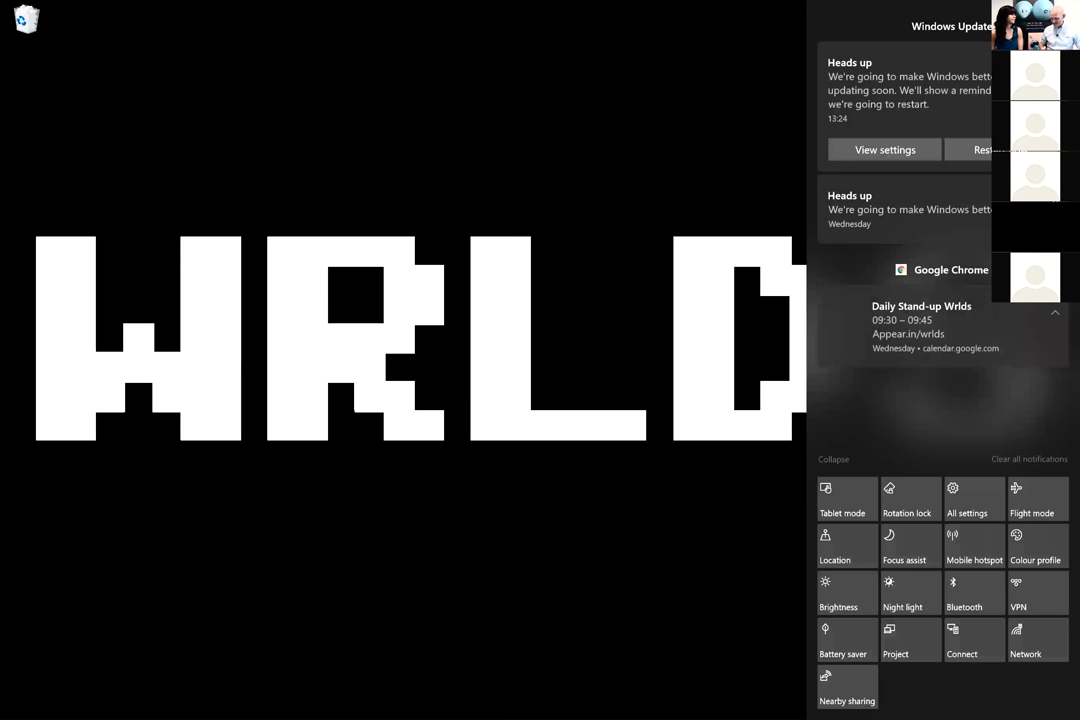 WRLD
Windows Update
Heads up
We're going to make Windows bette
updating soon. We'll show a remind
we're going to restart.
13:24
View settings
Heads up
We're going to make Windows bette
Wednesday
Google Chrome
Daily Stand-up Wrlds
09:30 – 09:45
Appear.in/wrlds
Wednesday • calendar.google.com
Collapse
Clear all notifications
Tablet mode
Rotation lock
All settings
Flight mode
Location
Focus assist
Mobile hotspot
Colour profile
Brightness
Night light
Bluetooth
VPN
Battery saver
Project
Connect
Network
Nearby sharing